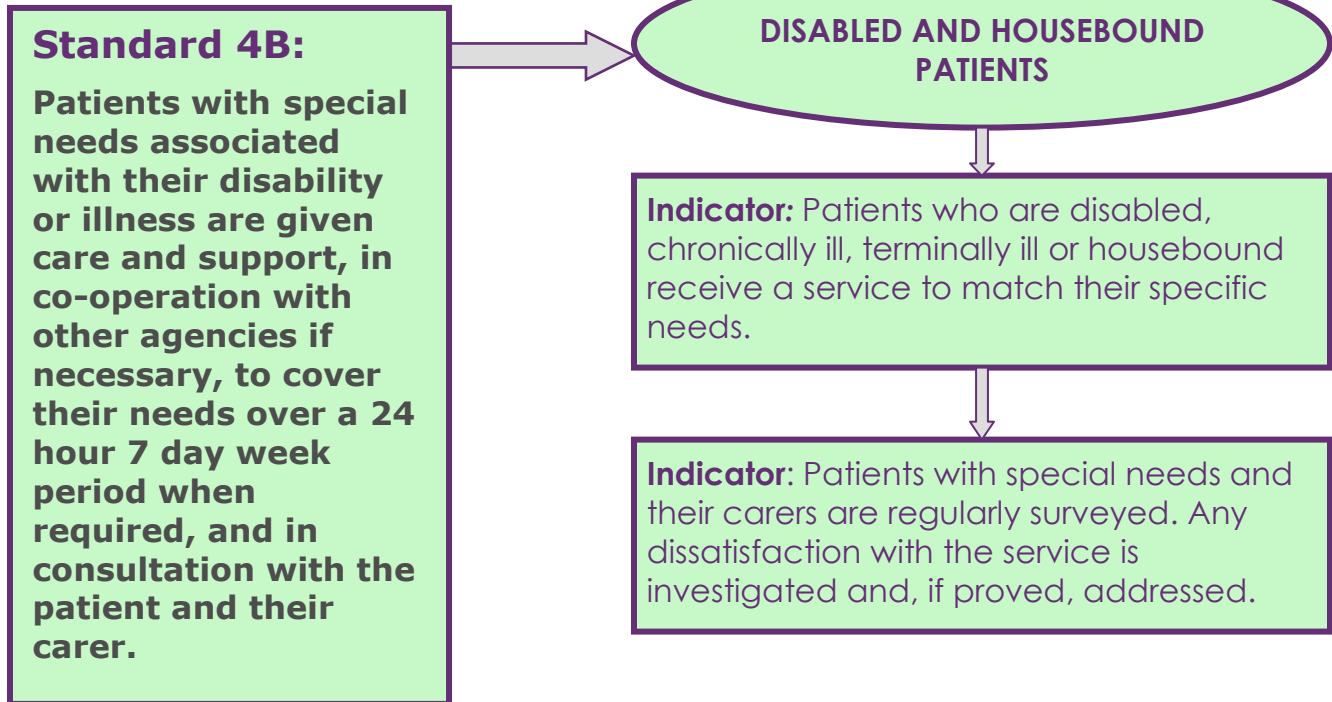 Standard 4B:
Patients with special
needs associated
with their disability
or illness are given
care and support, in
co-operation with
other agencies if
necessary, to cover
their needs over a 24
hour 7 day week
period when
required, and in
consultation with the
patient and their
carer.
DISABLED AND HOUSEBOUND
PATIENTS
Indicator: Patients who are disabled,
chronically ill, terminally ill or housebound
receive a service to match their specific
needs.
Indicator: Patients with special needs and
their carers are regularly surveyed. Any
dissatisfaction with the service is
investigated and, if proved, addressed.